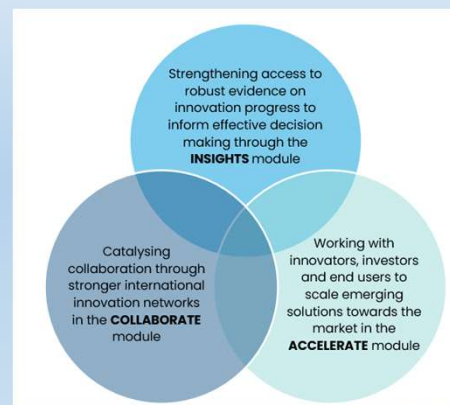 Strengthening access to
robust evidence on
innovation progress to
inform effective decision
making through the
INSIGHTS module
Catalysing
collaboration through
stronger international
innovation networks
in the COLLABORATE
module
Working with
innovators, investors
and end users to
scale emerging
solutions towards the
market in the
ACCELERATE module